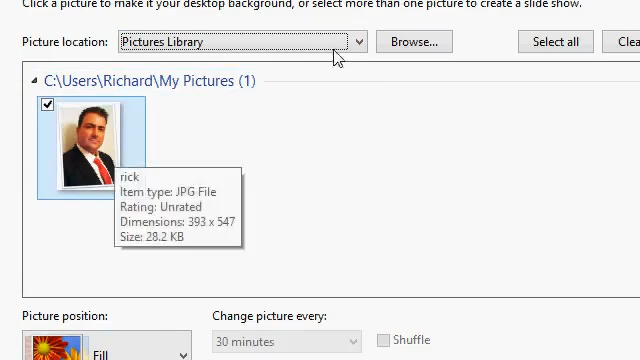 Click a picture to make it your desktop background, or select more than one picture to create a slide show.
Picture location: Pictures Library Browse... Select all Clea
C:\Users\Richard\My Pictures (1)
rick
Item type: JPG File
Rating: Unrated
Dimensions: 393 x 547
Size: 28.2 KB
Picture position: Change picture every:
Fill 30 minutes Shuffle